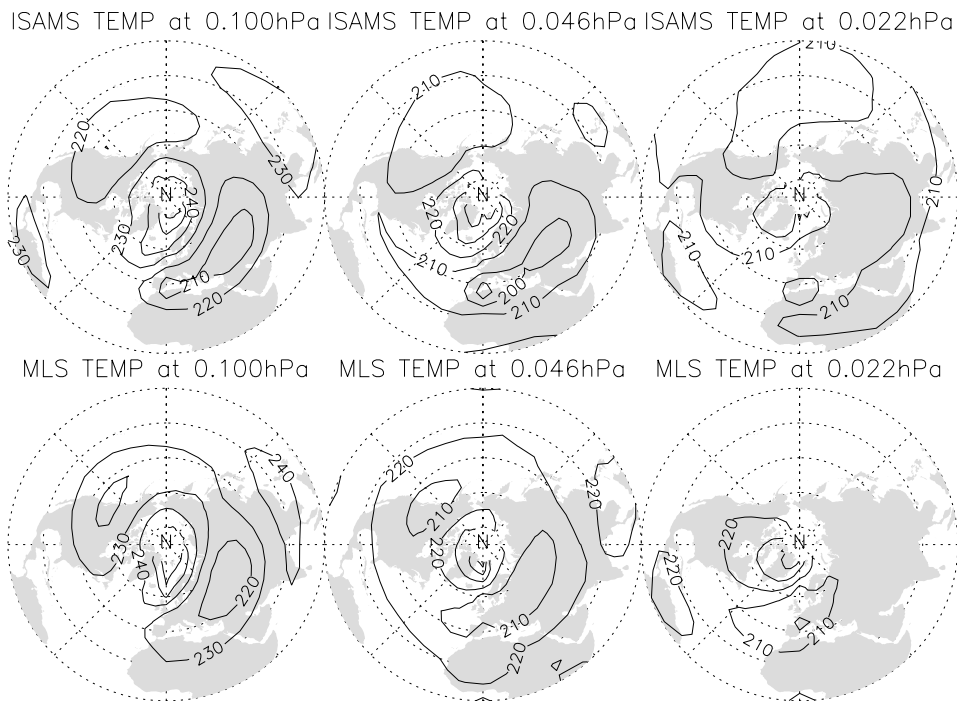 ISAMS TEMP at 0.100hPa
ISAMS TEMP at 0.046hPa
ISAMS TEMP at 0.022hPa
220
230
230
240
230
N
210
220
210
220
220
210
200
210
N
210
210
210
210
210
N
MLS TEMP at 0.100hPa
MLS TEMP at 0.046hPa
MLS TEMP at 0.022hPa
240
230
240
220
230
N
220
210
220
220
210
220
N
220
220
210
210
N